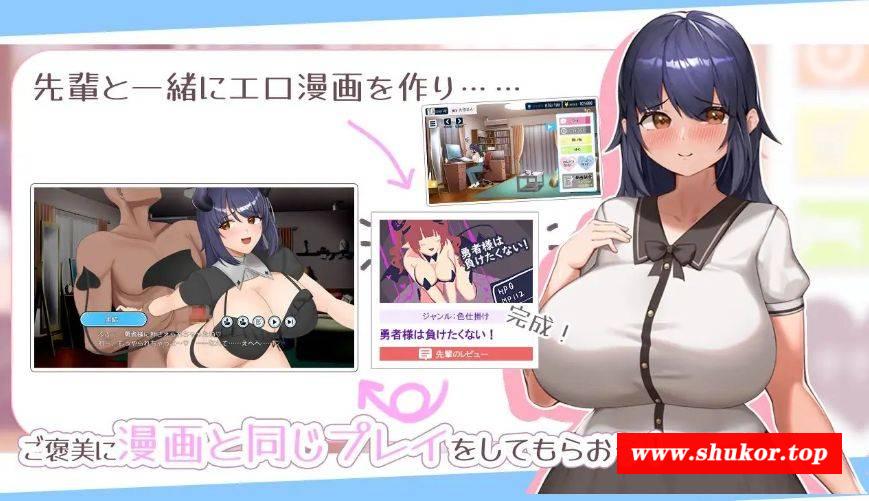 先輩と一緒にエロ漫画を作り……
勇者様は
負けたくない！
HP0
MP112
ジャンル：色仕掛け
勇者様は負けたくない！
先輩のレビュー
完成！
ご褒美に漫画と同じプレイをしてもらお
www.shukor.top